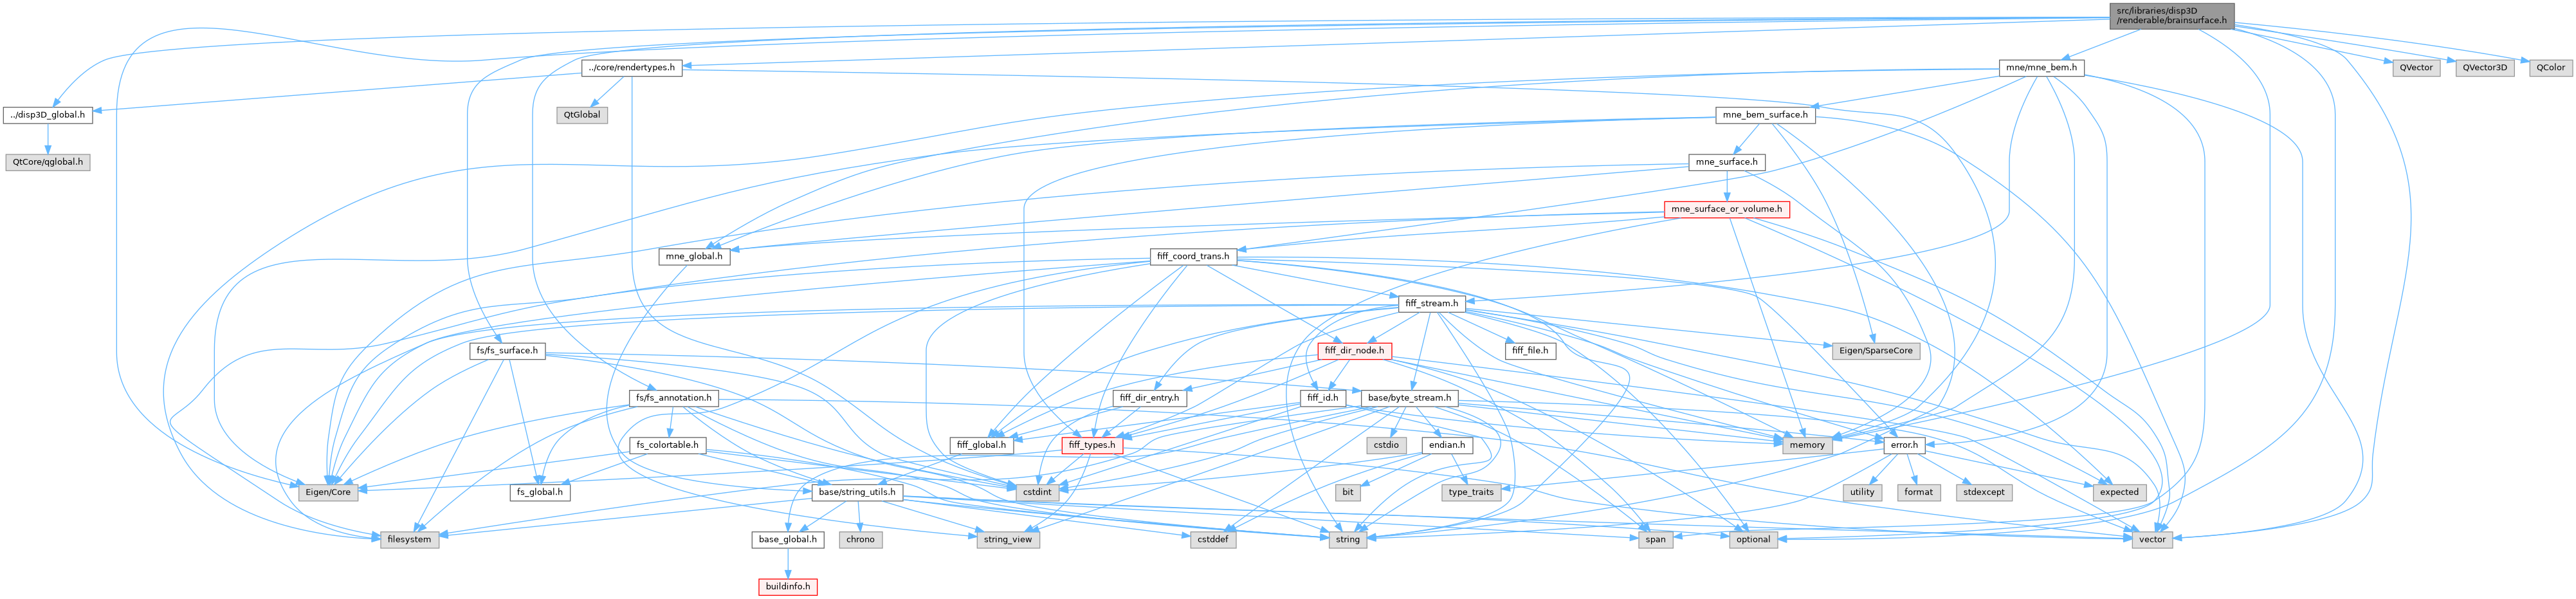 src/libraries/disp3D
/renderable/brainsurface.h
../core/rendertypes.h
mne/mne_bem.h
QVector
QVector3D
QColor
../disp3D_global.h
QtGlobal
mne_bem_surface.h
QtCore/qglobal.h
mne_surface.h
mne_surface_or_volume.h
mne_global.h
fiff_coord_trans.h
fiff_stream.h
fs/fs_surface.h
fiff_dir_node.h
fiff_file.h
Eigen/SparseCore
fs/fs_annotation.h
fiff_dir_entry.h
fiff_id.h
base/byte_stream.h
fs_colortable.h
fiff_global.h
fiff_types.h
cstdio
endian.h
memory
error.h
Eigen/Core
fs_global.h
base/string_utils.h
cstdint
bit
type_traits
utility
format
stdexcept
expected
filesystem
base_global.h
chrono
string_view
cstddef
string
span
optional
vector
buildinfo.h